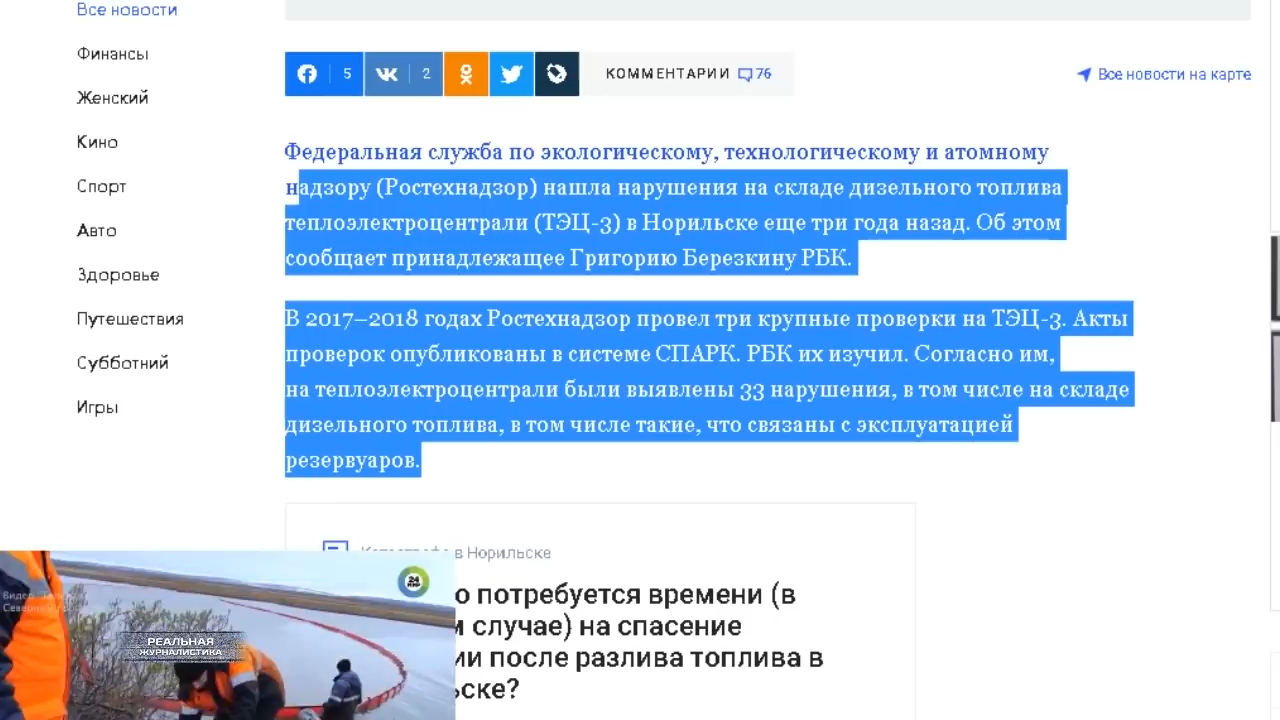 Все новости
Финансы
Женский
Кино
Спорт
Авто
Здоровье
Путешествия
Субботний
Игры
5
2
КОММЕНТАРИИ 76
Все новости на карте
Федеральная служба по экологическому, технологическому и атомному
надзору (Ростехнадзор) нашла нарушения на складе дизельного топлива
теплоэлектроцентрали (ТЭЦ-3) в Норильске еще три года назад. Об этом
сообщает принадлежащее Григорию Березкину РБК.
В 2017–2018 годах Ростехнадзор провел три крупные проверки на ТЭЦ-3. Акты
проверок опубликованы в системе СПАРК. РБК их изучил. Согласно им,
на теплоэлектроцентрали были выявлены 33 нарушения, в том числе на складе
дизельного топлива, в том числе такие, что связаны с эксплуатацией
резервуаров.
Катастрофа в Норильске
о потребуется времени (в
м случае) на спасение
ии после разлива топлива в
ьске?
24
МИР
Видео:
РЕАЛЬНАЯ
ЖУРНАЛИСТИКА